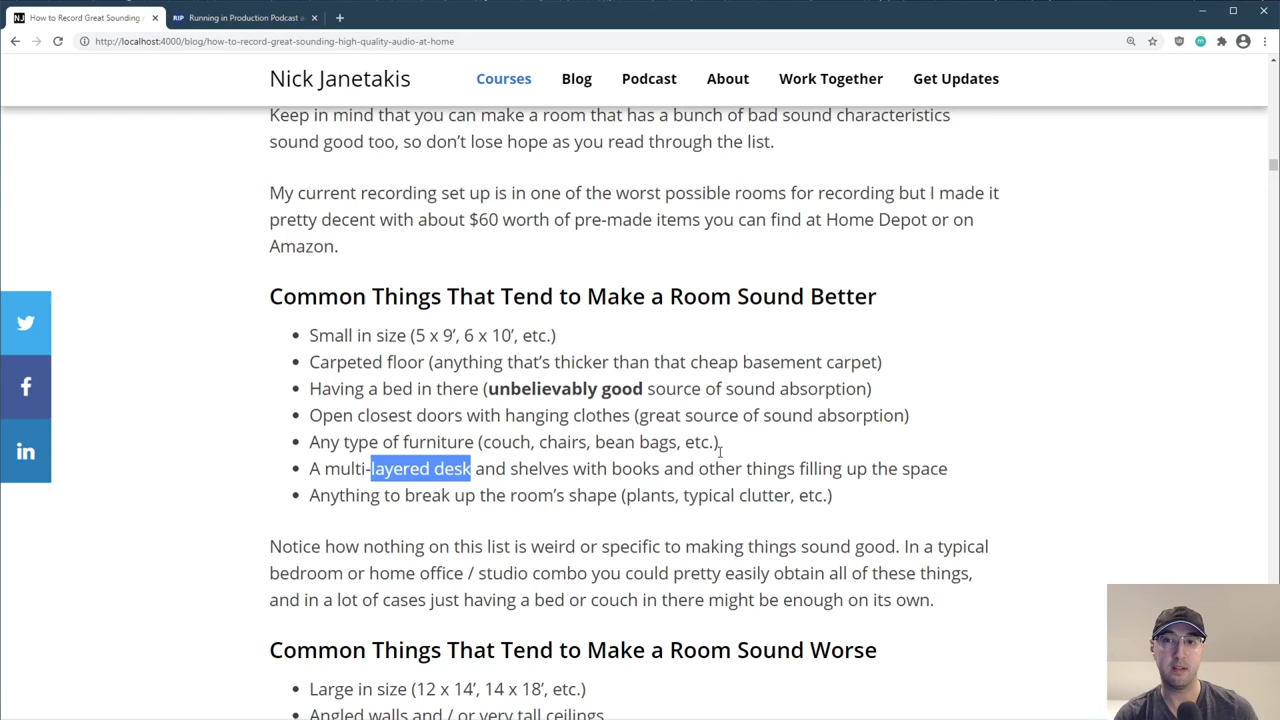 How to Record Great Sounding
RIP Running in Production Podcast a
http://localhost:4000/blog/how-to-record-great-sounding-high-quality-audio-at-home
Nick Janetakis Courses Blog Podcast About Work Together Get Updates
Keep in mind that you can make a room that has a bunch of bad sound characteristics
sound good too, so don’t lose hope as you read through the list.
My current recording set up is in one of the worst possible rooms for recording but I made it
pretty decent with about $60 worth of pre-made items you can find at Home Depot or on
Amazon.
Common Things That Tend to Make a Room Sound Better
Small in size (5 x 9’, 6 x 10’, etc.)
Carpeted floor (anything that’s thicker than that cheap basement carpet)
Having a bed in there (unbelievably good source of sound absorption)
Open closest doors with hanging clothes (great source of sound absorption)
Any type of furniture (couch, chairs, bean bags, etc.)
A multi-layered desk and shelves with books and other things filling up the space
Anything to break up the room’s shape (plants, typical clutter, etc.)
Notice how nothing on this list is weird or specific to making things sound good. In a typical
bedroom or home office / studio combo you could pretty easily obtain all of these things,
and in a lot of cases just having a bed or couch in there might be enough on its own.
Common Things That Tend to Make a Room Sound Worse
Large in size (12 x 14’, 14 x 18’, etc.)
Angled walls and / or very tall ceilings